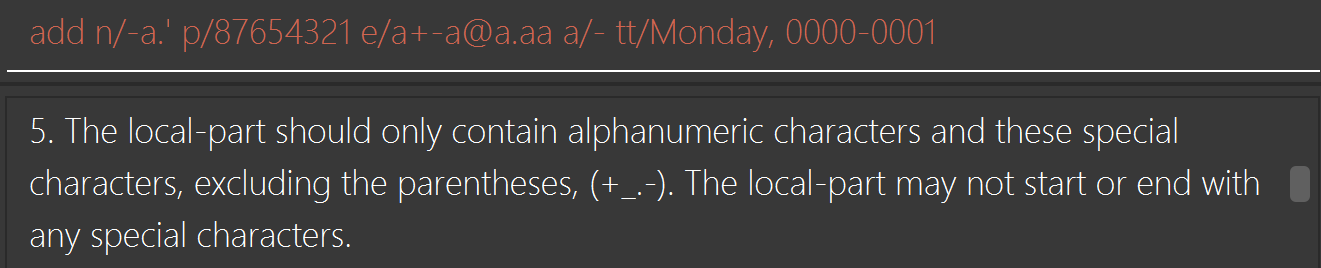 add n/-a.' p/87654321 e/a+-a@a.aa a/- tt/Monday, 0000-0001
5. The local-part should only contain alphanumeric characters and these special
characters, excluding the parentheses, (+_.-). The local-part may not start or end with
any special characters.